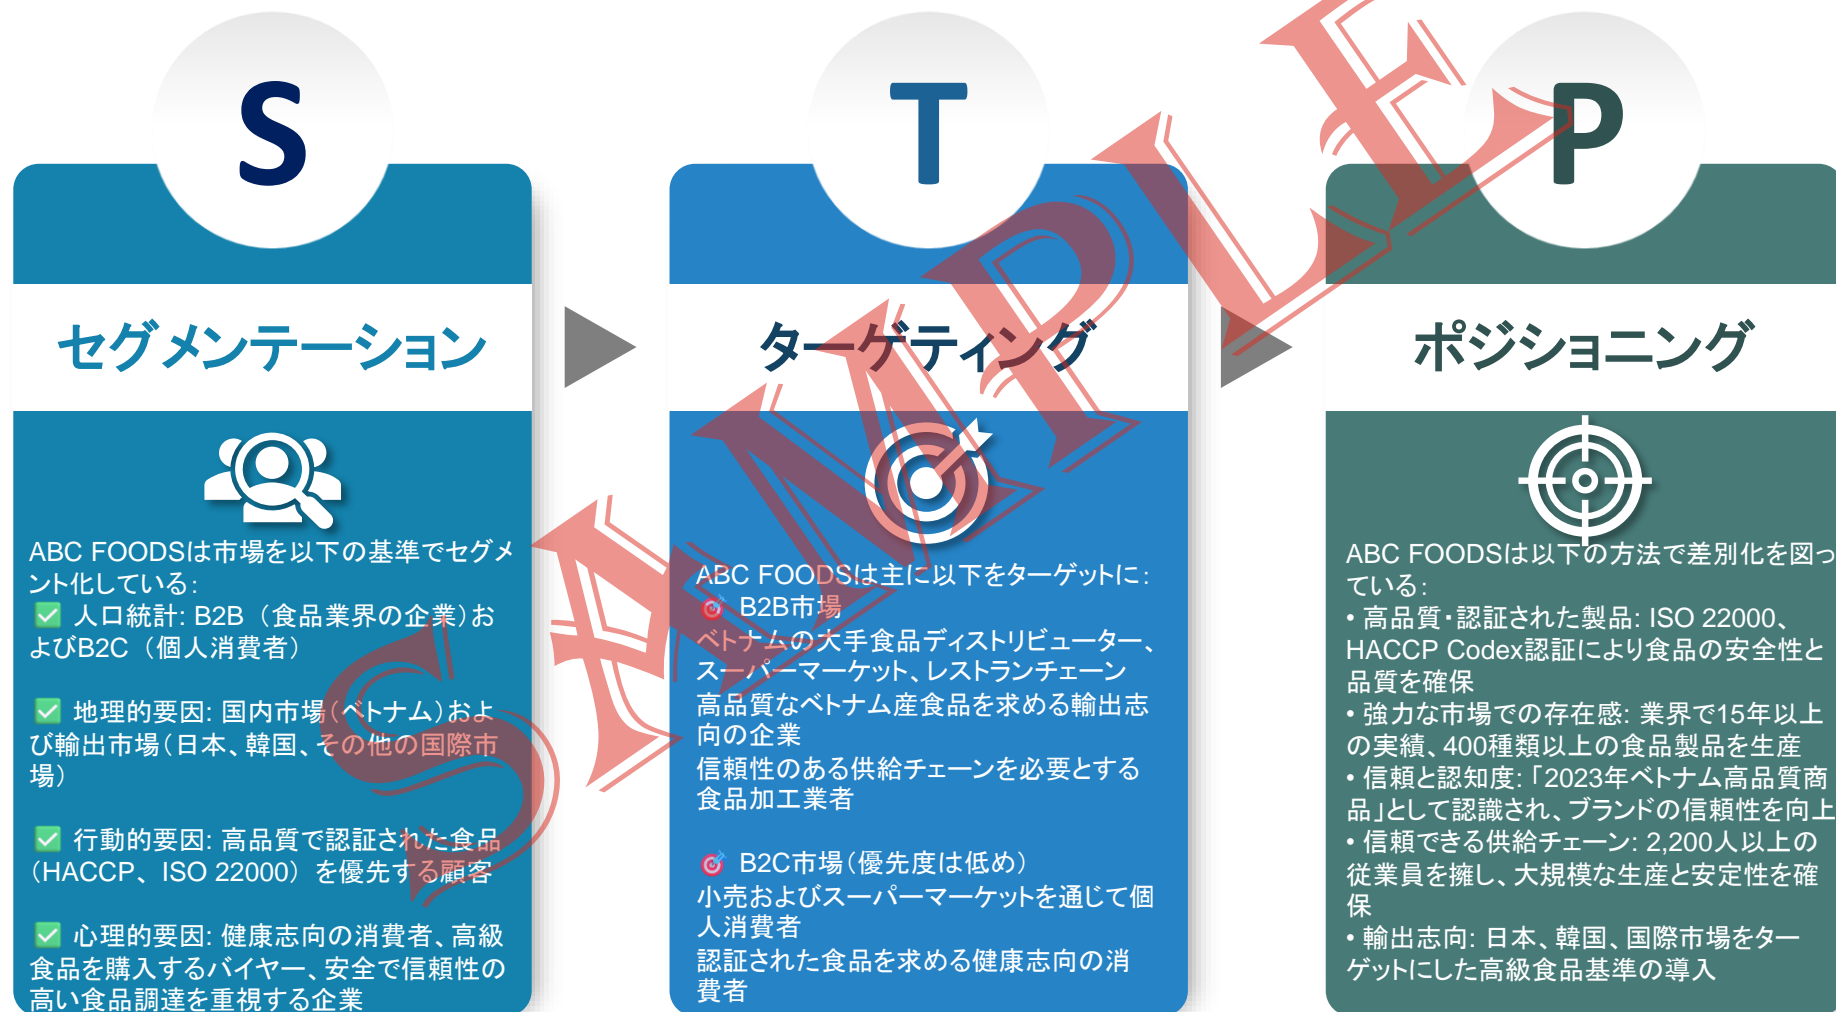 S
セグメンテーション
ABC FOODSは市場を以下の基準でセグメ
ント化している:
✅ 人口統計: B2B（食品業界の企業）お
よびB2C（個人消費者）
✅ 地理的要因: 国内市場（ベトナム）およ
び輸出市場（日本、韓国、その他の国際市
場）
✅ 行動的要因: 高品質で認証された食品
（HACCP、ISO 22000）を優先する顧客
✅ 心理的要因: 健康志向の消費者、高級
食品を購入するバイヤー、安全で信頼性の
高い食品調達を重視する企業
T
ターゲティング
ABC FOODSは主に以下をターゲットに:
🎯 B2B市場
ベトナムの大手食品ディストリビューター、
スーパーマーケット、レストランチェーン
高品質なベトナム産食品を求める輸出志
向の企業
信頼性のある供給チェーンを必要とする
食品加工業者
🎯 B2C市場（優先度は低め）
小売およびスーパーマーケットを通じて個
人消費者
認証された食品を求める健康志向の消
費者
P
ポジショニング
ABC FOODSは以下の方法で差別化を図っ
ている:
• 高品質・認証された製品: ISO 22000、
HACCP Codex認証により食品の安全性と
品質を確保
• 強力な市場での存在感: 業界で15年以上
の実績、400種類以上の食品製品を生産
• 信頼と認知度:「2023年ベトナム高品質商
品」として認識され、ブランドの信頼性を向上
• 信頼できる供給チェーン: 2,200人以上の
従業員を擁し、大規模な生産と安定性を確
保
• 輸出志向: 日本、韓国、国際市場をター
ゲットにした高級食品基準の導入
SAMPLE